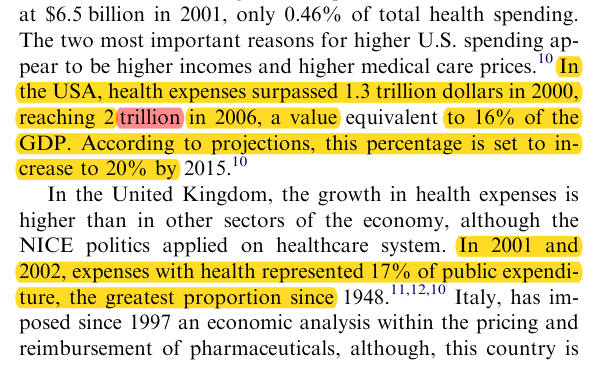 at $6.5 billion in 2001, only 0.46% of total health spending.
The two most important reasons for higher U.S. spending ap-
pear to be higher incomes and higher medical care prices.10 In
the USA, health expenses surpassed 1.3 trillion dollars in 2000,
reaching 2 trillion in 2006, a value equivalent to 16% of the
GDP. According to projections, this percentage is set to in-
crease to 20% by 2015.10
In the United Kingdom, the growth in health expenses is
higher than in other sectors of the economy, although the
NICE politics applied on healthcare system. In 2001 and
2002, expenses with health represented 17% of public expendi-
ture, the greatest proportion since 1948.11,12,10 Italy, has im-
posed since 1997 an economic analysis within the pricing and
reimbursement of pharmaceuticals, although, this country is